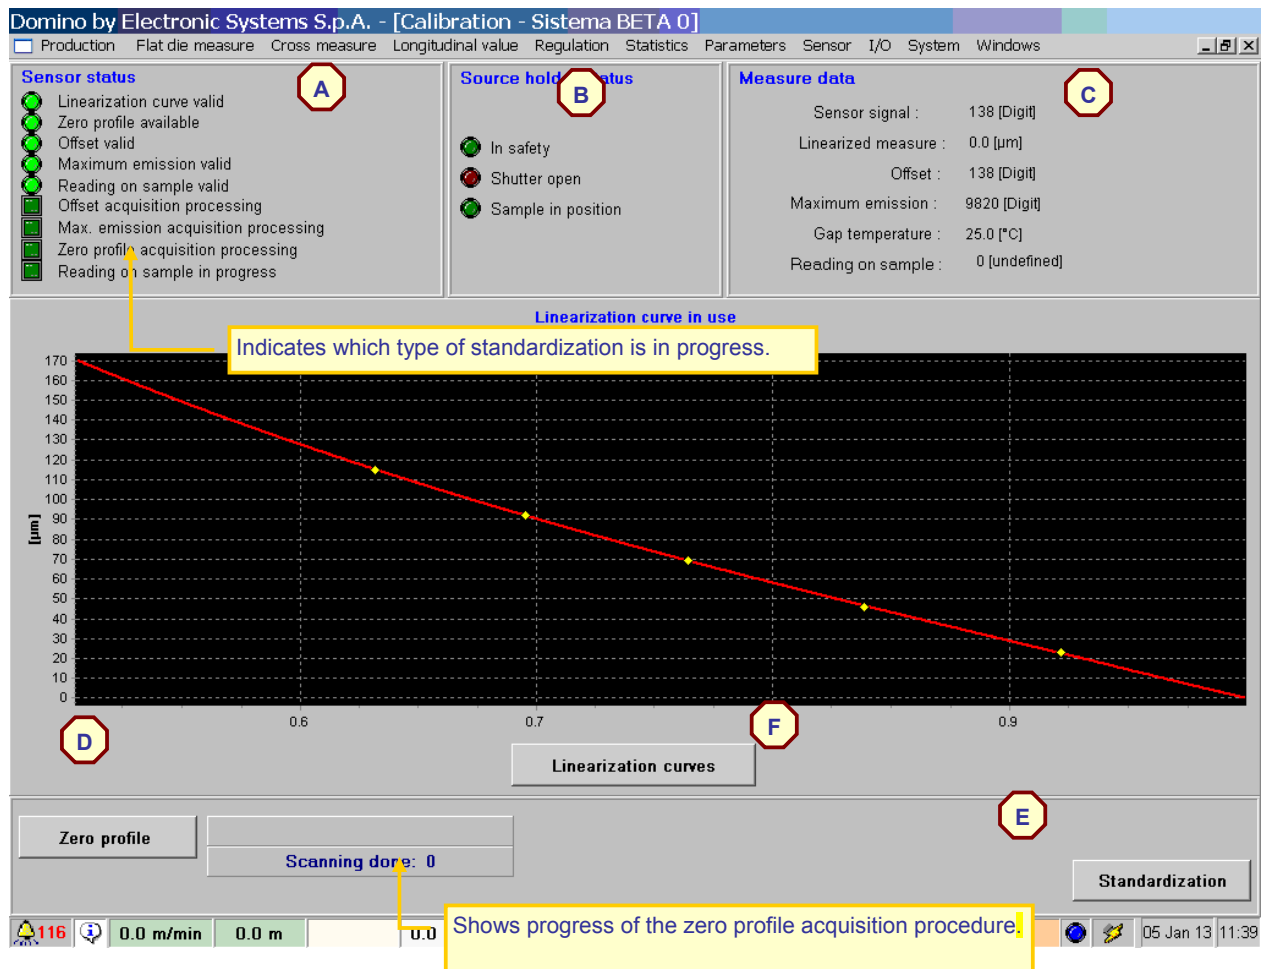 Domino by Electronic Systems S.p.A. - [Calibration - Sistema BETA 0]
Production Flat die measure Cross measure Longitudinal value Regulation Statistics Parameters Sensor I/O System Windows
Sensor status
A
Linearization curve valid
Zero profile available
Offset valid
Maximum emission valid
Reading on sample valid
Offset acquisition processing
Max. emission acquisition processing
Zero profile acquisition processing
Reading on sample in progress
Source
B
In safety
Shutter open
Sample in position
Measure data
C
Sensor signal : 138 [Digit]
Linearized measure : 0.0 [µm]
Offset : 138 [Digit]
Maximum emission : 9820 [Digit]
Gap temperature : 25.0 [°C]
Reading on sample : 0 [undefined]
Linearization curve in use
Indicates which type of standardization is in progress.
170
160
150
140
130
120
110
100
90
80
70
60
50
40
30
20
10
0
[µm]
0.6 0.7 0.9
D
F
Linearization curves
E
Zero profile
Scanning done: 0
Standardization
Shows progress of the zero profile acquisition procedure.
116 0.0 m/min 0.0 m 0.0 05 Jan 13 11:39